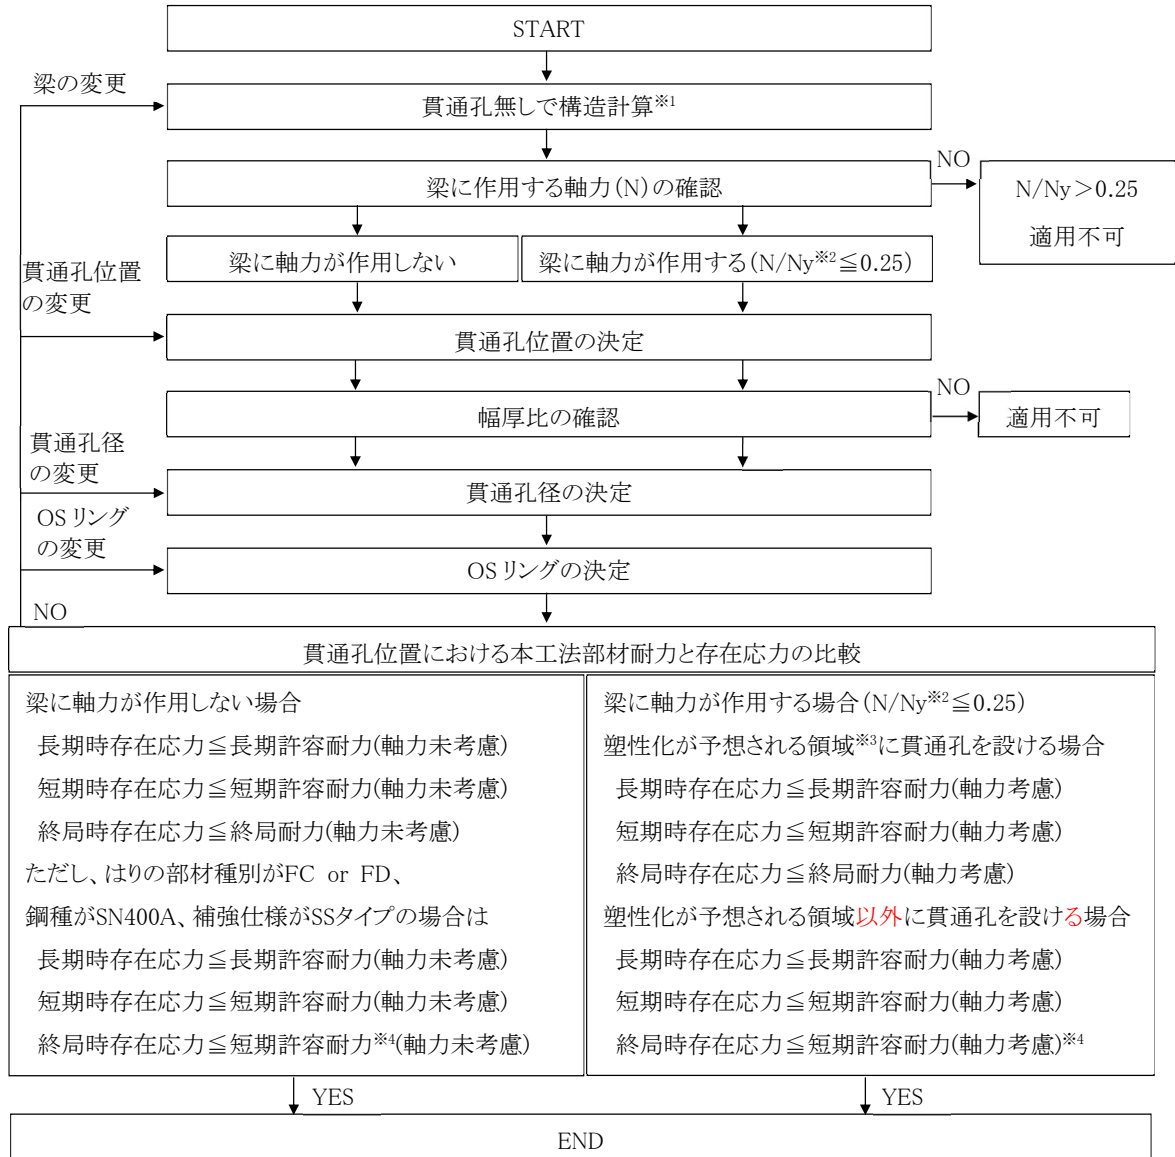 START
梁の変更
貫通孔無しで構造計算※1
梁に作用する軸力(N)の確認
NO
N/Ny＞0.25
適用不可
梁に軸力が作用しない
梁に軸力が作用する(N/Ny※2≦0.25)
貫通孔位置
の変更
貫通孔位置の決定
幅厚比の確認
NO
適用不可
貫通孔径
の変更
貫通孔径の決定
OSリング
の変更
OSリングの決定
NO
貫通孔位置における本工法部材耐力と存在応力の比較
梁に軸力が作用しない場合
長期時存在応力≦長期許容耐力(軸力未考慮)
短期時存在応力≦短期許容耐力(軸力未考慮)
終局時存在応力≦終局耐力(軸力未考慮)
ただし、はりの部材種別がFC or FD、
鋼種がSN400A、補強仕様がSSタイプの場合は
長期時存在応力≦長期許容耐力(軸力未考慮)
短期時存在応力≦短期許容耐力(軸力未考慮)
終局時存在応力≦短期許容耐力※4(軸力未考慮)
梁に軸力が作用する場合(N/Ny※2≦0.25)
塑性化が予想される領域※3に貫通孔を設ける場合
長期時存在応力≦長期許容耐力(軸力考慮)
短期時存在応力≦短期許容耐力(軸力考慮)
終局時存在応力≦終局耐力(軸力考慮)
塑性化が予想される領域以外に貫通孔を設ける場合
長期時存在応力≦長期許容耐力(軸力考慮)
短期時存在応力≦短期許容耐力(軸力考慮)
終局時存在応力≦短期許容耐力(軸力考慮)※4
YES
YES
END